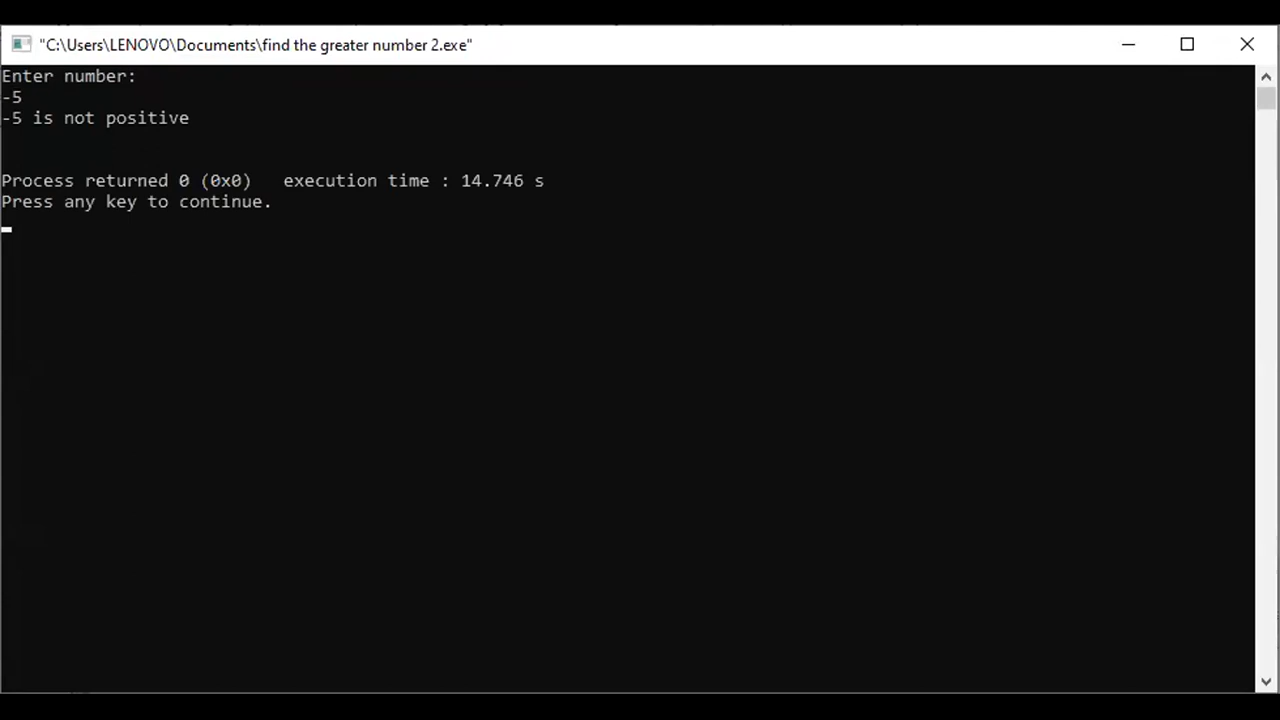 "C:\Users\LENOVO\Documents\find the greater number 2.exe"
Enter number:
-5
-5 is not positive
Process returned 0 (0x0)   execution time : 14.746 s
Press any key to continue.